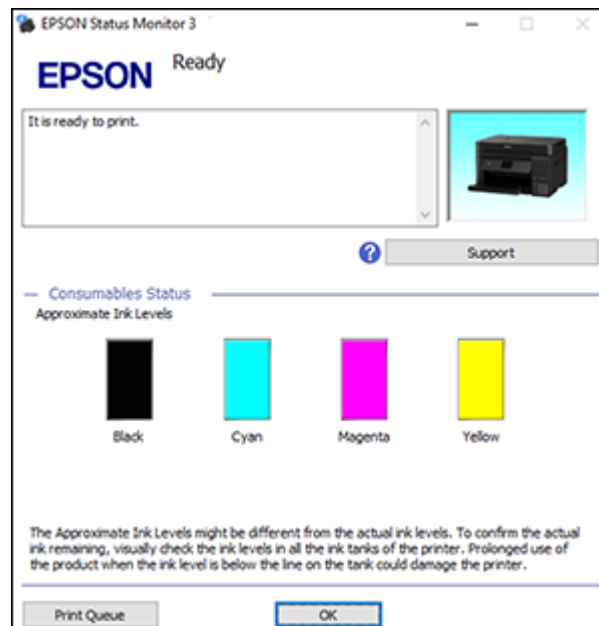 EPSON Status Monitor 3
EPSON
Ready
It is ready to print.
Support
Consumables Status
Approximate Ink Levels
Black Cyan Magenta Yellow
The Approximate Ink Levels might be different from the actual ink levels. To confirm the actual
ink remaining, visually check the ink levels in all the ink tanks of the printer. Prolonged use of
the product when the ink level is below the line on the tank could damage the printer.
Print Queue OK